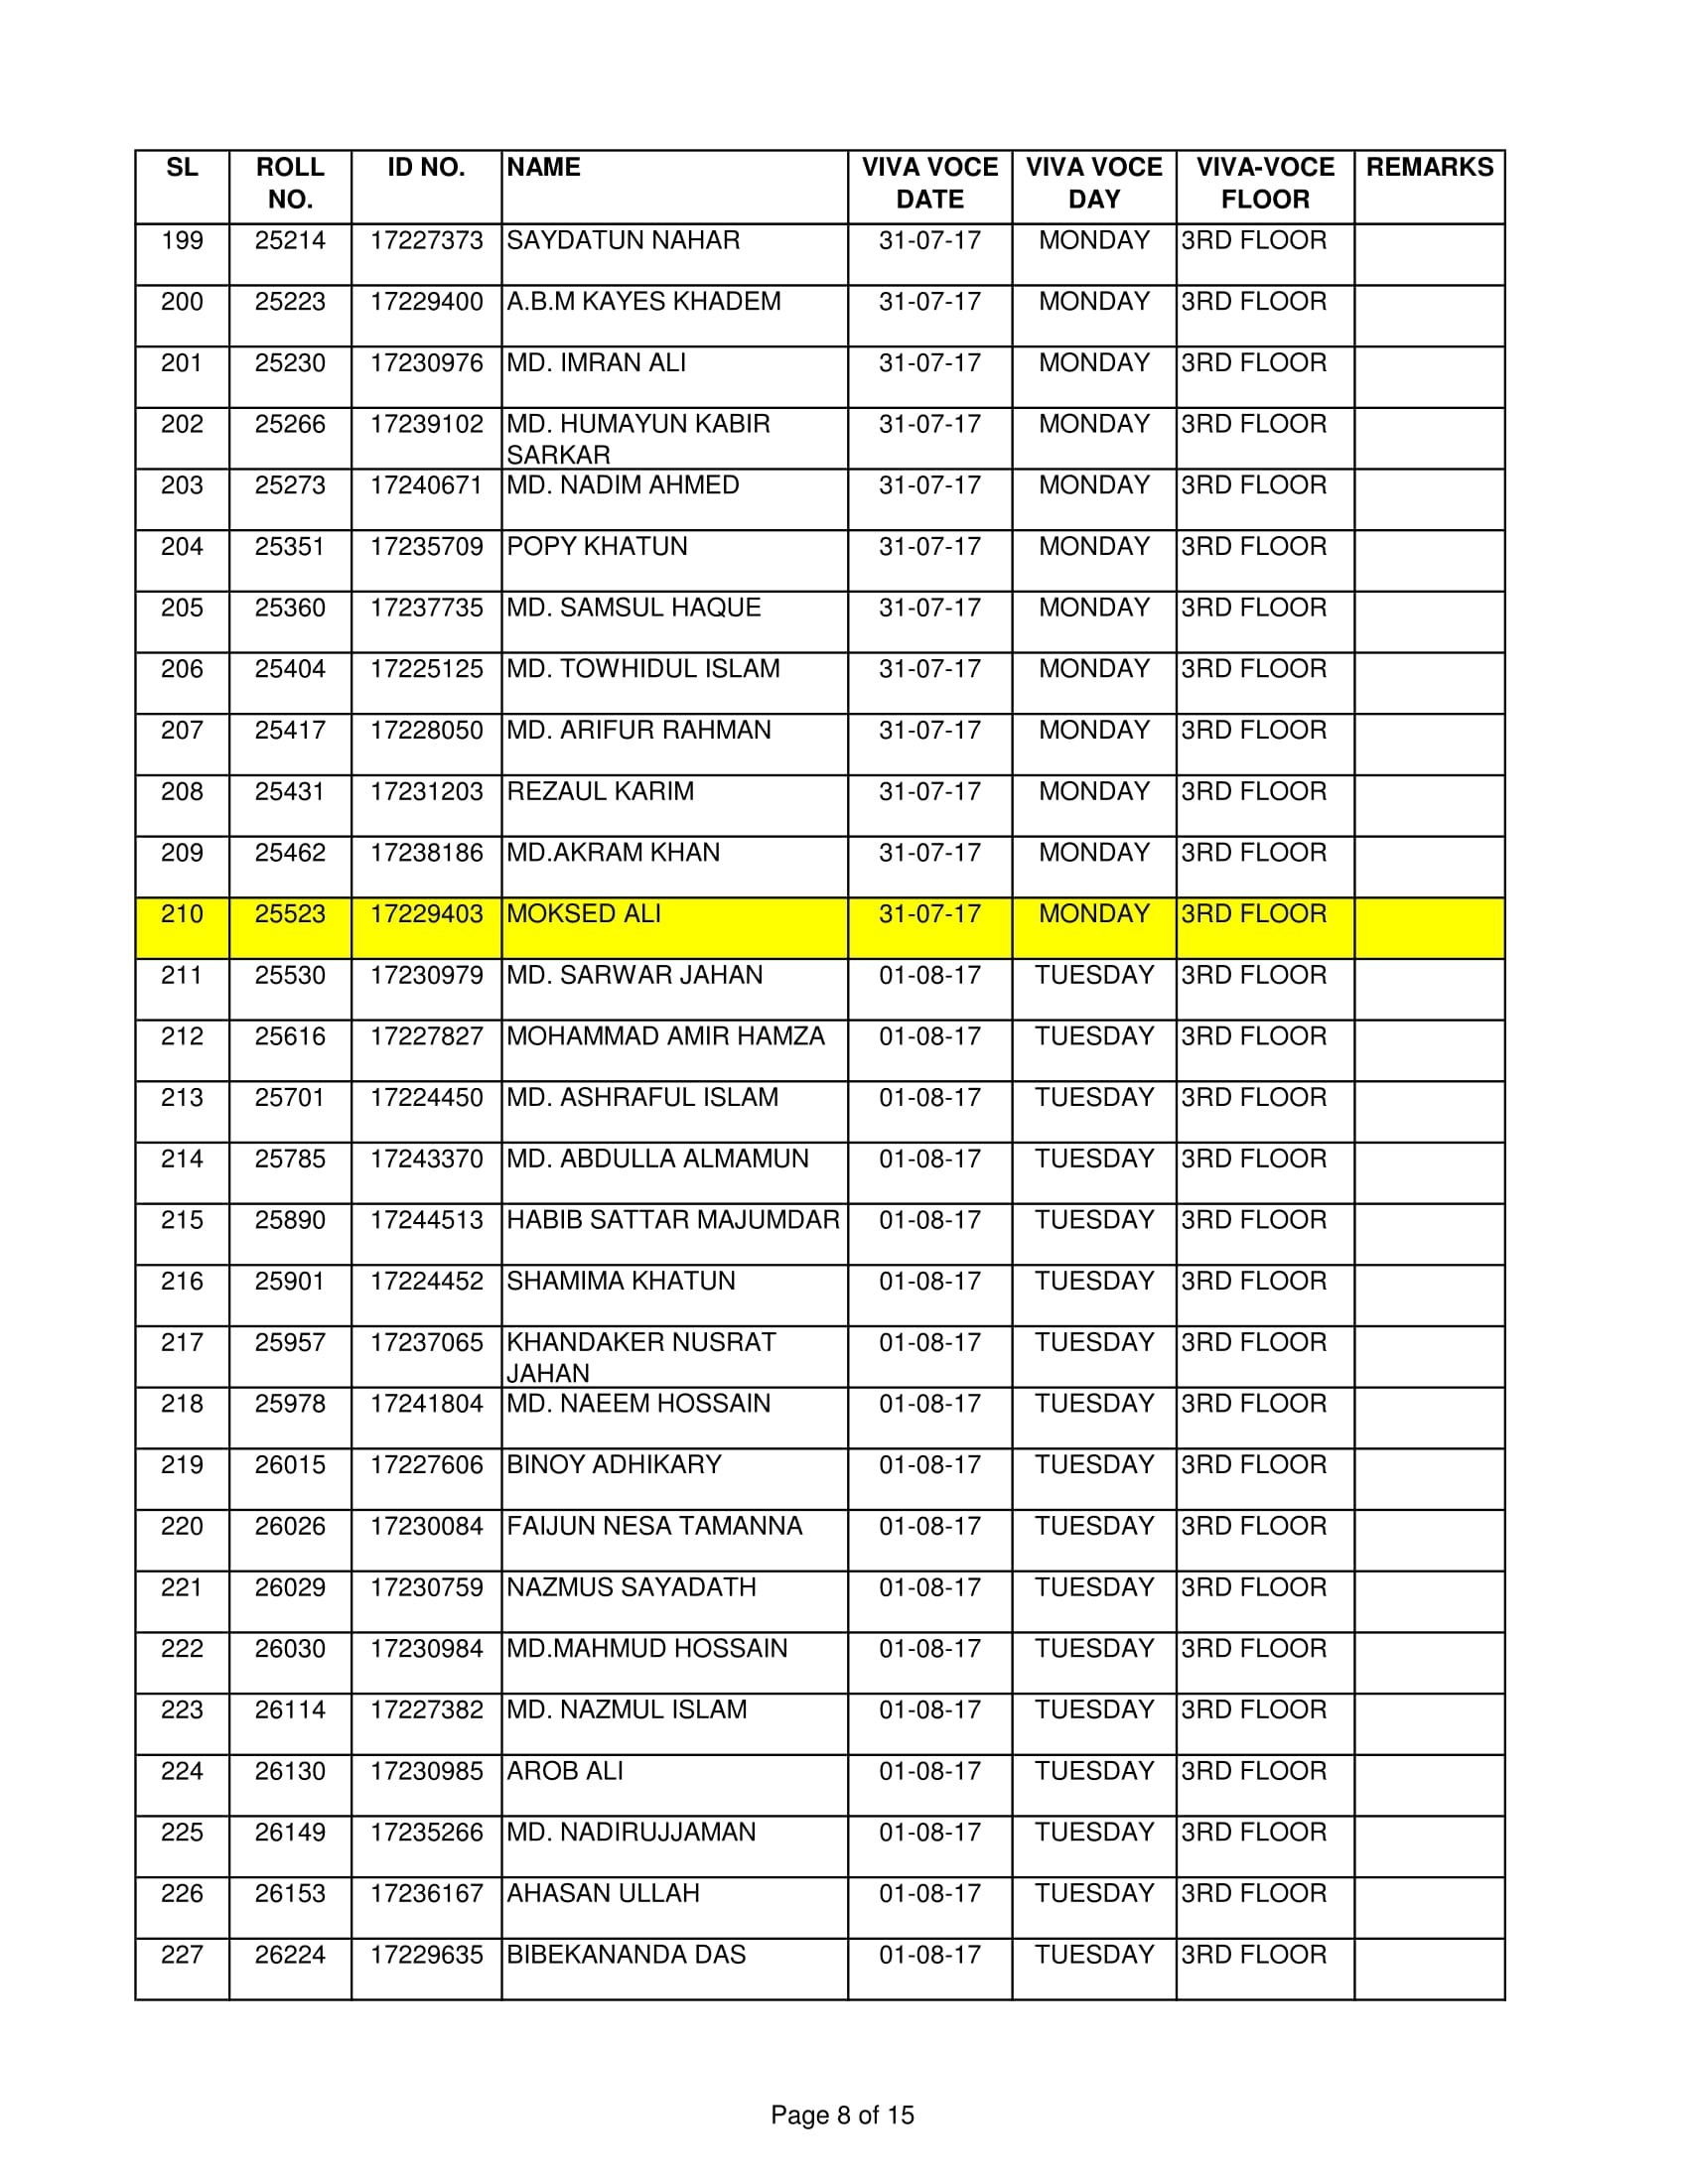 SL ROLL NO. ID NO. NAME VIVA VOCE DATE VIVA VOCE DAY VIVA-VOCE FLOOR REMARKS
199 25214 17227373 SAYDATUN NAHAR 31-07-17 MONDAY 3RD FLOOR
200 25223 17229400 A.B.M KAYES KHADEM 31-07-17 MONDAY 3RD FLOOR
201 25230 17230976 MD. IMRAN ALI 31-07-17 MONDAY 3RD FLOOR
202 25266 17239102 MD. HUMAYUN KABIR SARKAR 31-07-17 MONDAY 3RD FLOOR
203 25273 17240671 MD. NADIM AHMED 31-07-17 MONDAY 3RD FLOOR
204 25351 17235709 POPY KHATUN 31-07-17 MONDAY 3RD FLOOR
205 25360 17237735 MD. SAMSUL HAQUE 31-07-17 MONDAY 3RD FLOOR
206 25404 17225125 MD. TOWHIDUL ISLAM 31-07-17 MONDAY 3RD FLOOR
207 25417 17228050 MD. ARIFUR RAHMAN 31-07-17 MONDAY 3RD FLOOR
208 25431 17231203 REZAUL KARIM 31-07-17 MONDAY 3RD FLOOR
209 25462 17238186 MD.AKRAM KHAN 31-07-17 MONDAY 3RD FLOOR
210 25523 17229403 MOKSED ALI 31-07-17 MONDAY 3RD FLOOR
211 25530 17230979 MD. SARWAR JAHAN 01-08-17 TUESDAY 3RD FLOOR
212 25616 17227827 MOHAMMAD AMIR HAMZA 01-08-17 TUESDAY 3RD FLOOR
213 25701 17224450 MD. ASHRAFUL ISLAM 01-08-17 TUESDAY 3RD FLOOR
214 25785 17243370 MD. ABDULLA ALMAMUN 01-08-17 TUESDAY 3RD FLOOR
215 25890 17244513 HABIB SATTAR MAJUMDAR 01-08-17 TUESDAY 3RD FLOOR
216 25901 17224452 SHAMIMA KHATUN 01-08-17 TUESDAY 3RD FLOOR
217 25957 17237065 KHANDAKER NUSRAT JAHAN 01-08-17 TUESDAY 3RD FLOOR
218 25978 17241804 MD. NAEEM HOSSAIN 01-08-17 TUESDAY 3RD FLOOR
219 26015 17227606 BINOY ADHIKARY 01-08-17 TUESDAY 3RD FLOOR
220 26026 17230084 FAIJUN NESA TAMANNA 01-08-17 TUESDAY 3RD FLOOR
221 26029 17230759 NAZMUS SAYADATH 01-08-17 TUESDAY 3RD FLOOR
222 26030 17230984 MD.MAHMUD HOSSAIN 01-08-17 TUESDAY 3RD FLOOR
223 26114 17227382 MD. NAZMUL ISLAM 01-08-17 TUESDAY 3RD FLOOR
224 26130 17230985 AROB ALI 01-08-17 TUESDAY 3RD FLOOR
225 26149 17235266 MD. NADIRUJJAMAN 01-08-17 TUESDAY 3RD FLOOR
226 26153 17236167 AHASAN ULLAH 01-08-17 TUESDAY 3RD FLOOR
227 26224 17229635 BIBEKANANDA DAS 01-08-17 TUESDAY 3RD FLOOR
Page 8 of 15